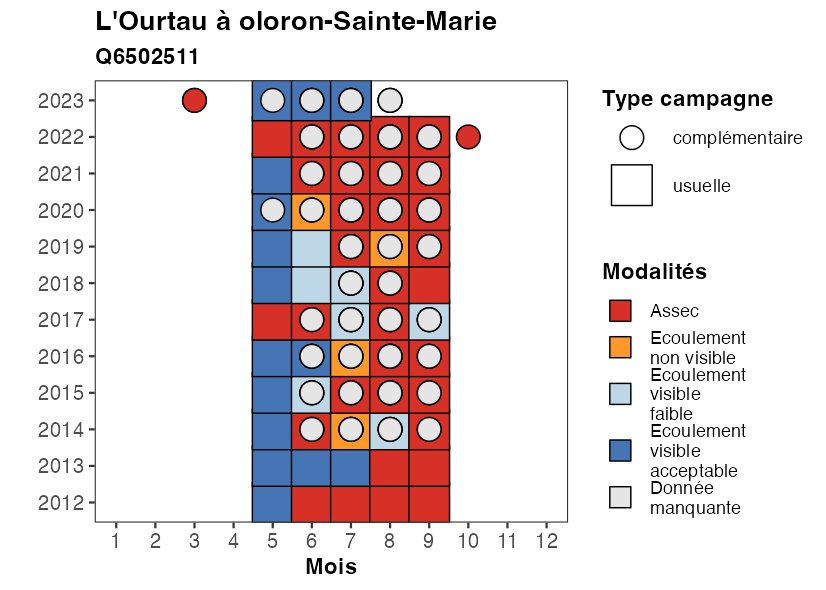 L'Ourtau à oloron-Sainte-Marie
Q6502511
2023
2022
2021
2020
2019
2018
2017
2016
2015
2014
2013
2012
1 2 3 4 5 6 7 8 9 10 11 12
Mois
Type campagne
complémentaire
usuelle
Modalités
Assec
Ecoulement
non visible
Ecoulement
visible
faible
Ecoulement
visible
acceptable
Donnée
manquante